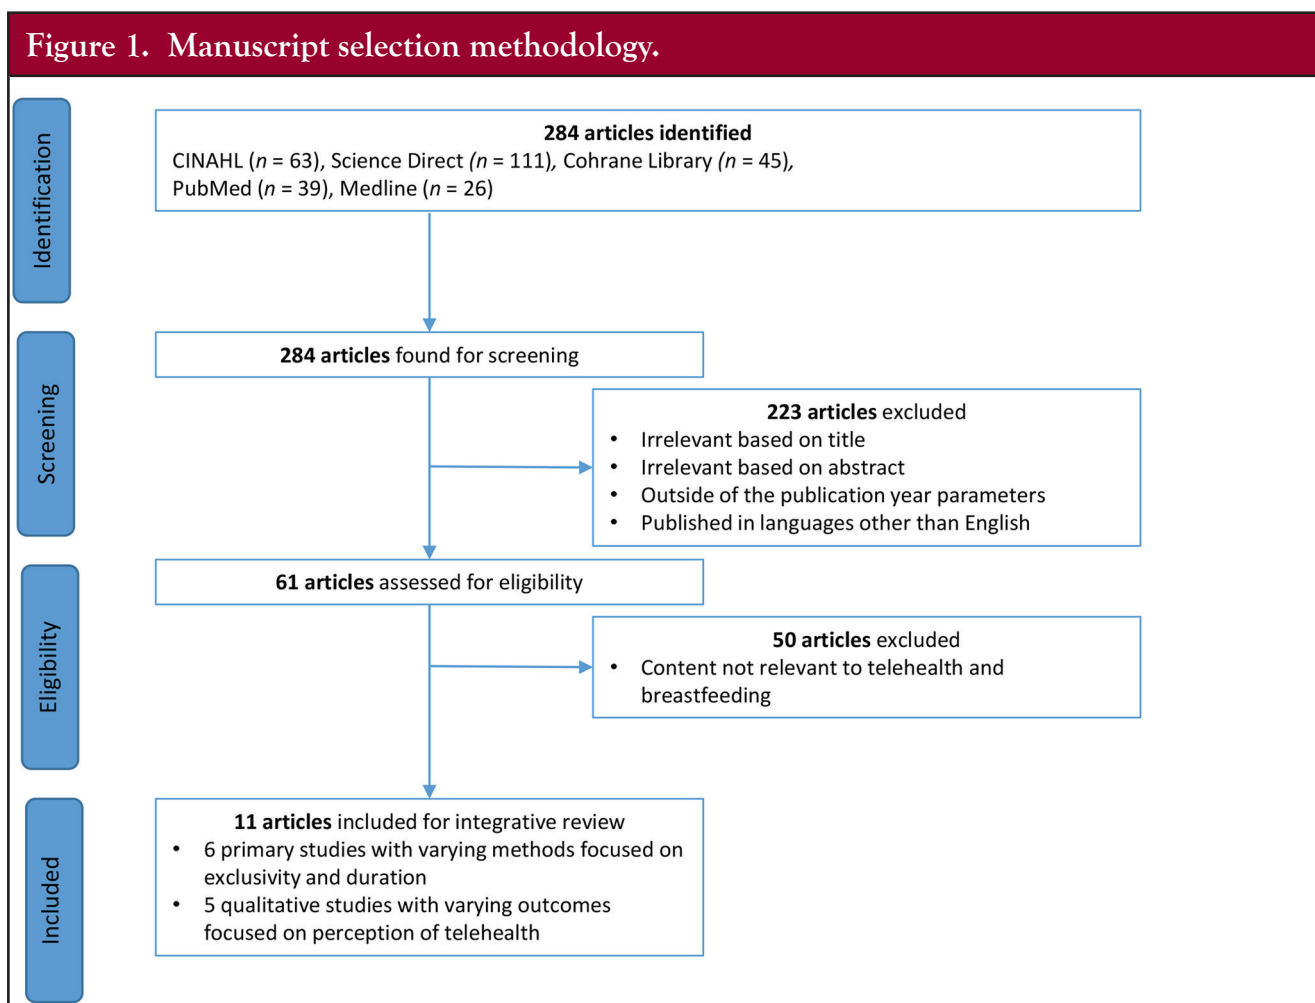 Figure 1. Manuscript selection methodology.
Identification
284 articles identified
CINAHL (n = 63), Science Direct (n = 111), Cohrane Library (n = 45),
PubMed (n = 39), Medline (n = 26)
Screening
284 articles found for screening
223 articles excluded
• Irrelevant based on title
• Irrelevant based on abstract
• Outside of the publication year parameters
• Published in languages other than English
Eligibility
61 articles assessed for eligibility
50 articles excluded
• Content not relevant to telehealth and
breastfeeding
Included
11 articles included for integrative review
• 6 primary studies with varying methods focused on
exclusivity and duration
• 5 qualitative studies with varying outcomes
focused on perception of telehealth